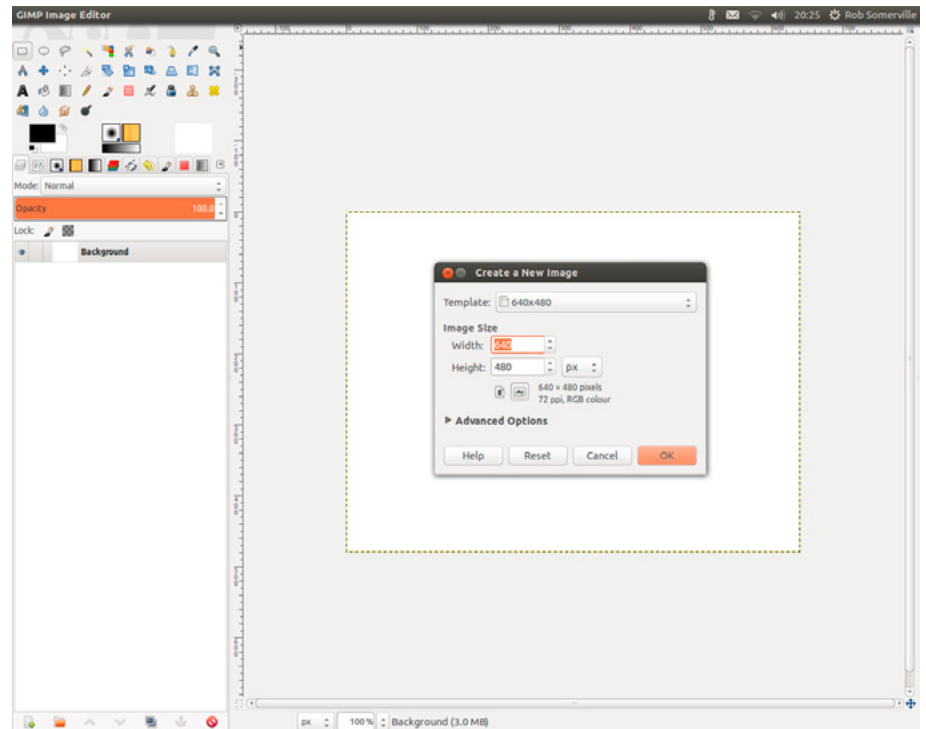 GIMP Image Editor 20:25 Rob Somerville
Mode: Normal
Opacity 100.0
Lock:
Background
Create a New Image
Template: 640x480
Image Size
Width: 640
Height: 480 px
640 × 480 pixels
72 ppi, RGB colour
Advanced Options
Help Reset Cancel OK
px 100 % Background (3.0 MB)